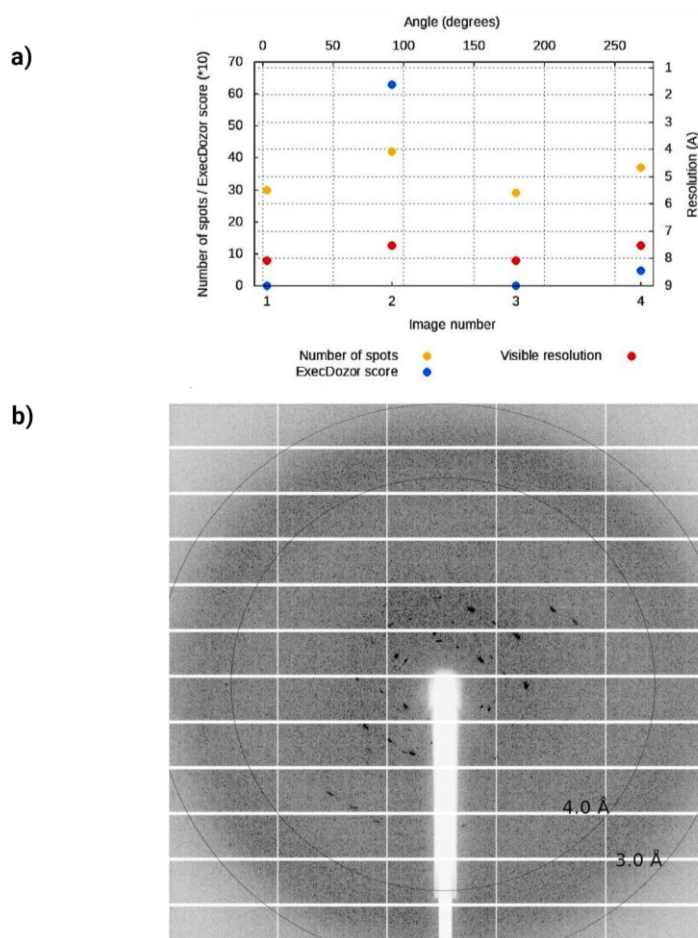 a)
Angle (degrees)
0 50 100 150 200 250
Number of spots / ExecDozor score (*10)
70
60
50
40
30
20
10
0
1
2
3
4
5
6
7
8
9
Resolution (A)
1 2 3 4
Image number
Number of spots Visible resolution
ExecDozor score
b)
4.0 Å
3.0 Å